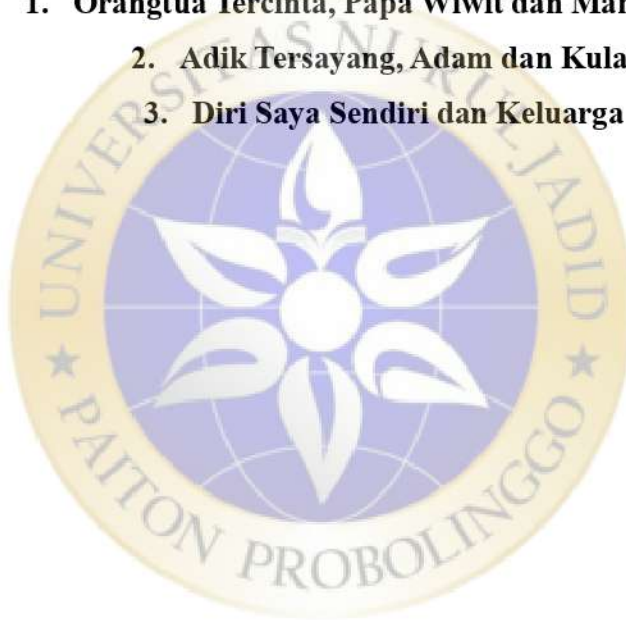 1. Orangtua Tercinta, Papa Wiwit dan
2. Adik Tersayang, Adam dan
3. Diri Saya Sendiri dan Keluarga
UNIVERSITAS NURUL JADID
★ PAITON PROBOLINGGO ★